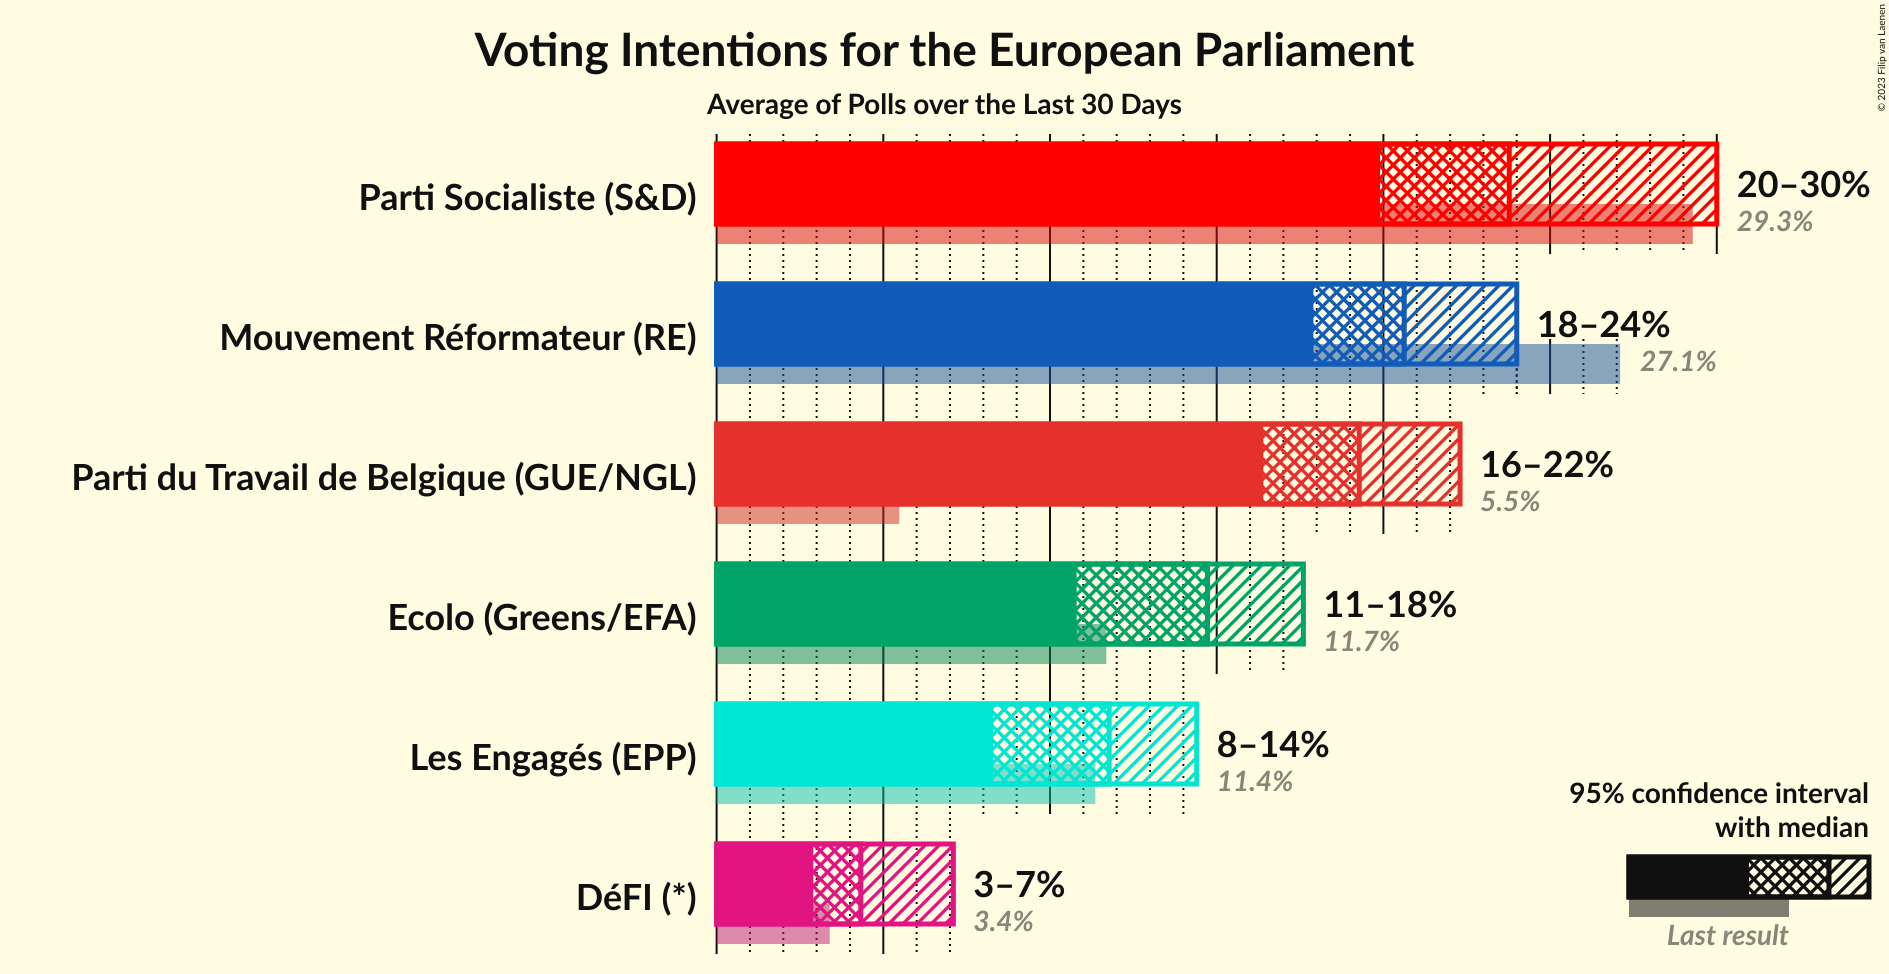 Voting Intentions for the European Parliament
Average of Polls over the Last 30 Days
© 2023 Filip van Laenen
Parti Socialiste (S&D)
20–30%
29.3%
Mouvement Réformateur (RE)
18–24%
27.1%
Parti du Travail de Belgique (GUE/NGL)
16–22%
5.5%
Ecolo (Greens/EFA)
11–18%
11.7%
Les Engagés (EPP)
8–14%
11.4%
DéFI (*)
3–7%
3.4%
95% confidence interval
with median
Last result